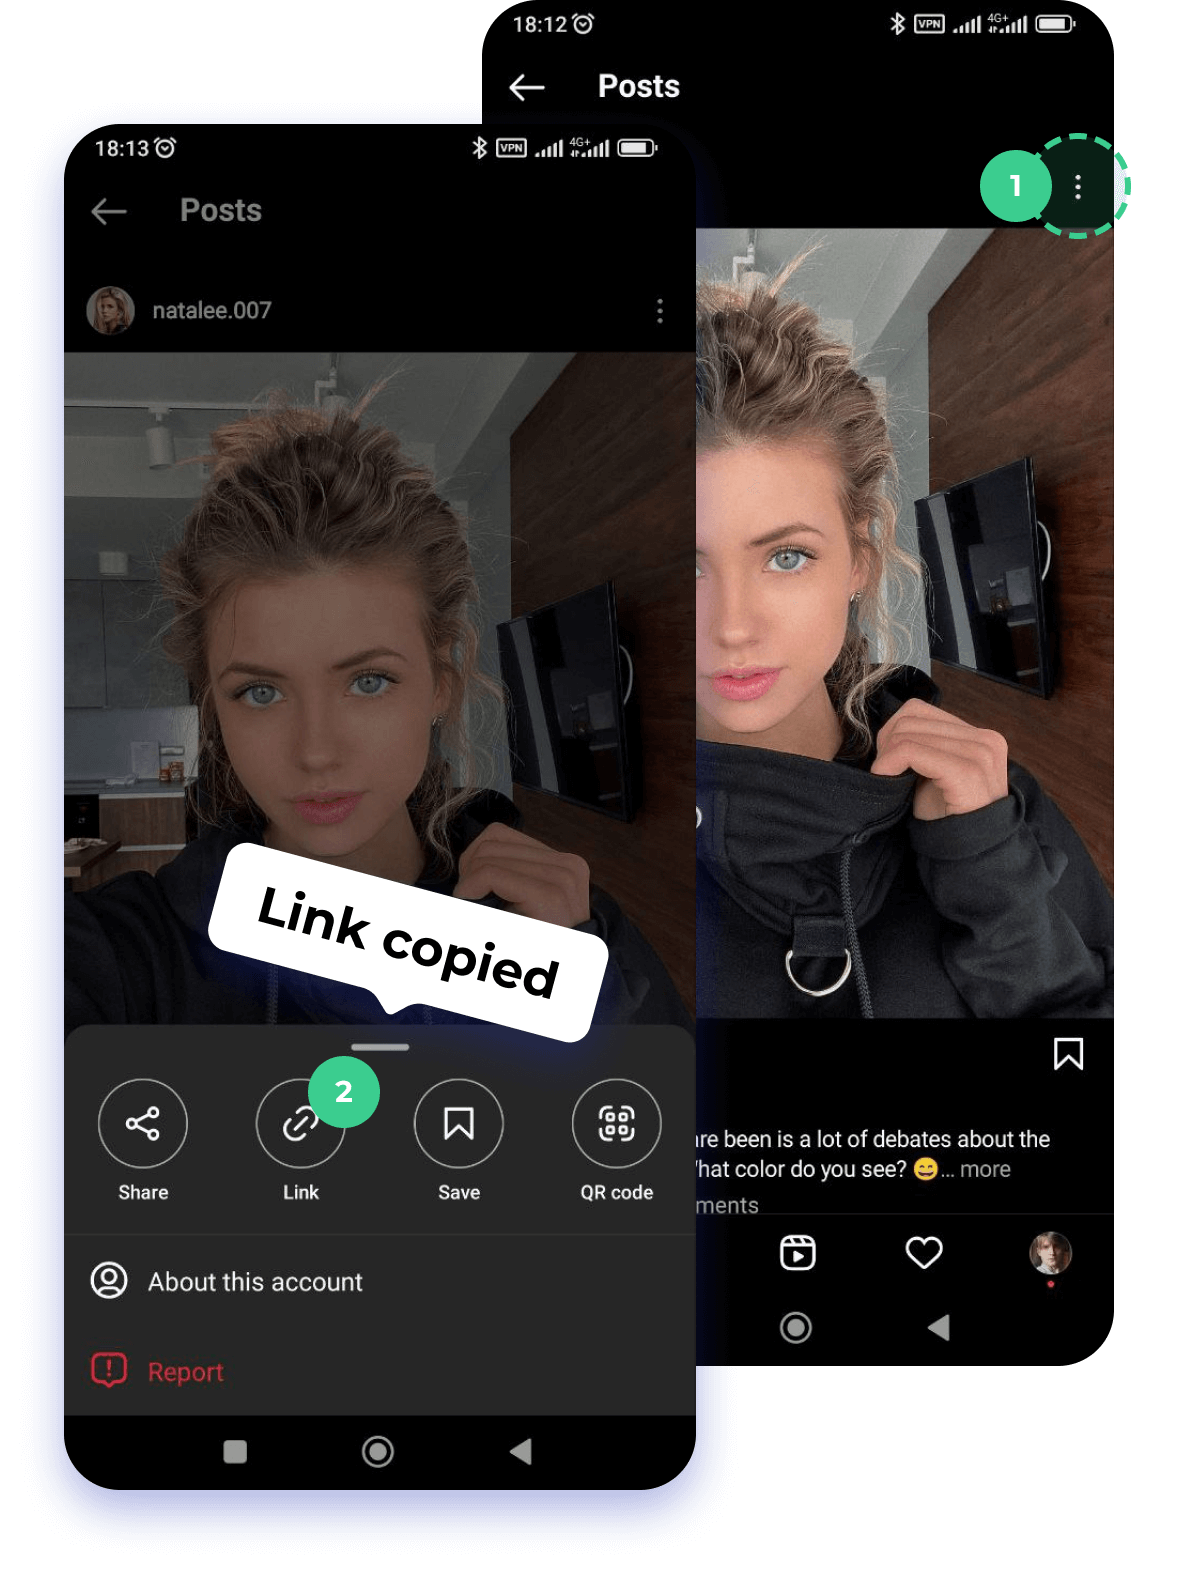 18:12
VPN
4G+
Posts
1
18:13
VPN
4G+
Posts
natalee.007
Link copied
2
Share
Link
Save
QR code
About this account
Report
are been is a lot of debates about the
hat color do you see? 😄... more
ments